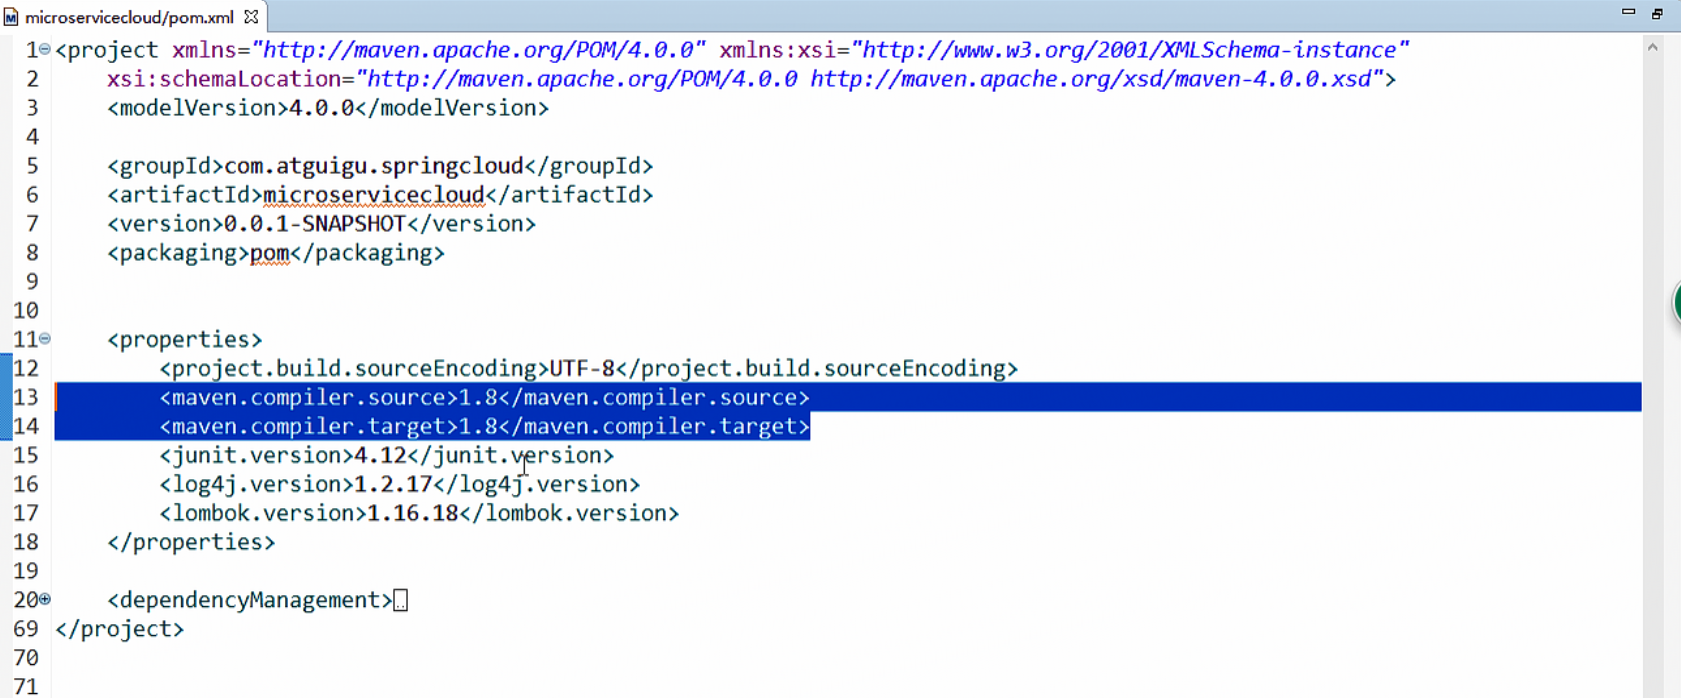 microservicecloud/pom.xml
1 <project xmlns="http://maven.apache.org/POM/4.0.0" xmlns:xsi="http://www.w3.org/2001/XMLSchema-instance"
2 xsi:schemaLocation="http://maven.apache.org/POM/4.0.0 http://maven.apache.org/xsd/maven-4.0.0.xsd">
3 <modelVersion>4.0.0</modelVersion>
4
5 <groupId>com.atguigu.springcloud</groupId>
6 <artifactId>microservicecloud</artifactId>
7 <version>0.0.1-SNAPSHOT</version>
8 <packaging>pom</packaging>
9
10
11 <properties>
12 <project.build.sourceEncoding>UTF-8</project.build.sourceEncoding>
13 <maven.compiler.source>1.8</maven.compiler.source>
14 <maven.compiler.target>1.8</maven.compiler.target>
15 <junit.version>4.12</junit.version>
16 <log4j.version>1.2.17</log4j.version>
17 <lombok.version>1.16.18</lombok.version>
18 </properties>
19
20 <dependencyManagement>..
69 </project>
70
71